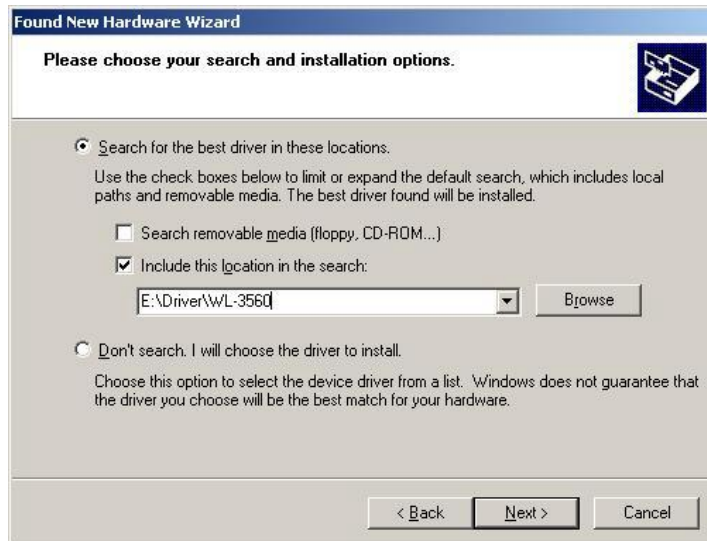 Found New Hardware Wizard
Please choose your search and installation options.
Search for the best driver in these locations.
Use the check boxes below to limit or expand the default search, which includes local
paths and removable media. The best driver found will be installed.
Search removable media (floppy, CD-ROM...)
Include this location in the search:
E:\Driver\WL-3560
Browse
Don't search. I will choose the driver to install.
Choose this option to select the device driver from a list. Windows does not guarantee that
the driver you choose will be the best match for your hardware.
< Back Next > Cancel